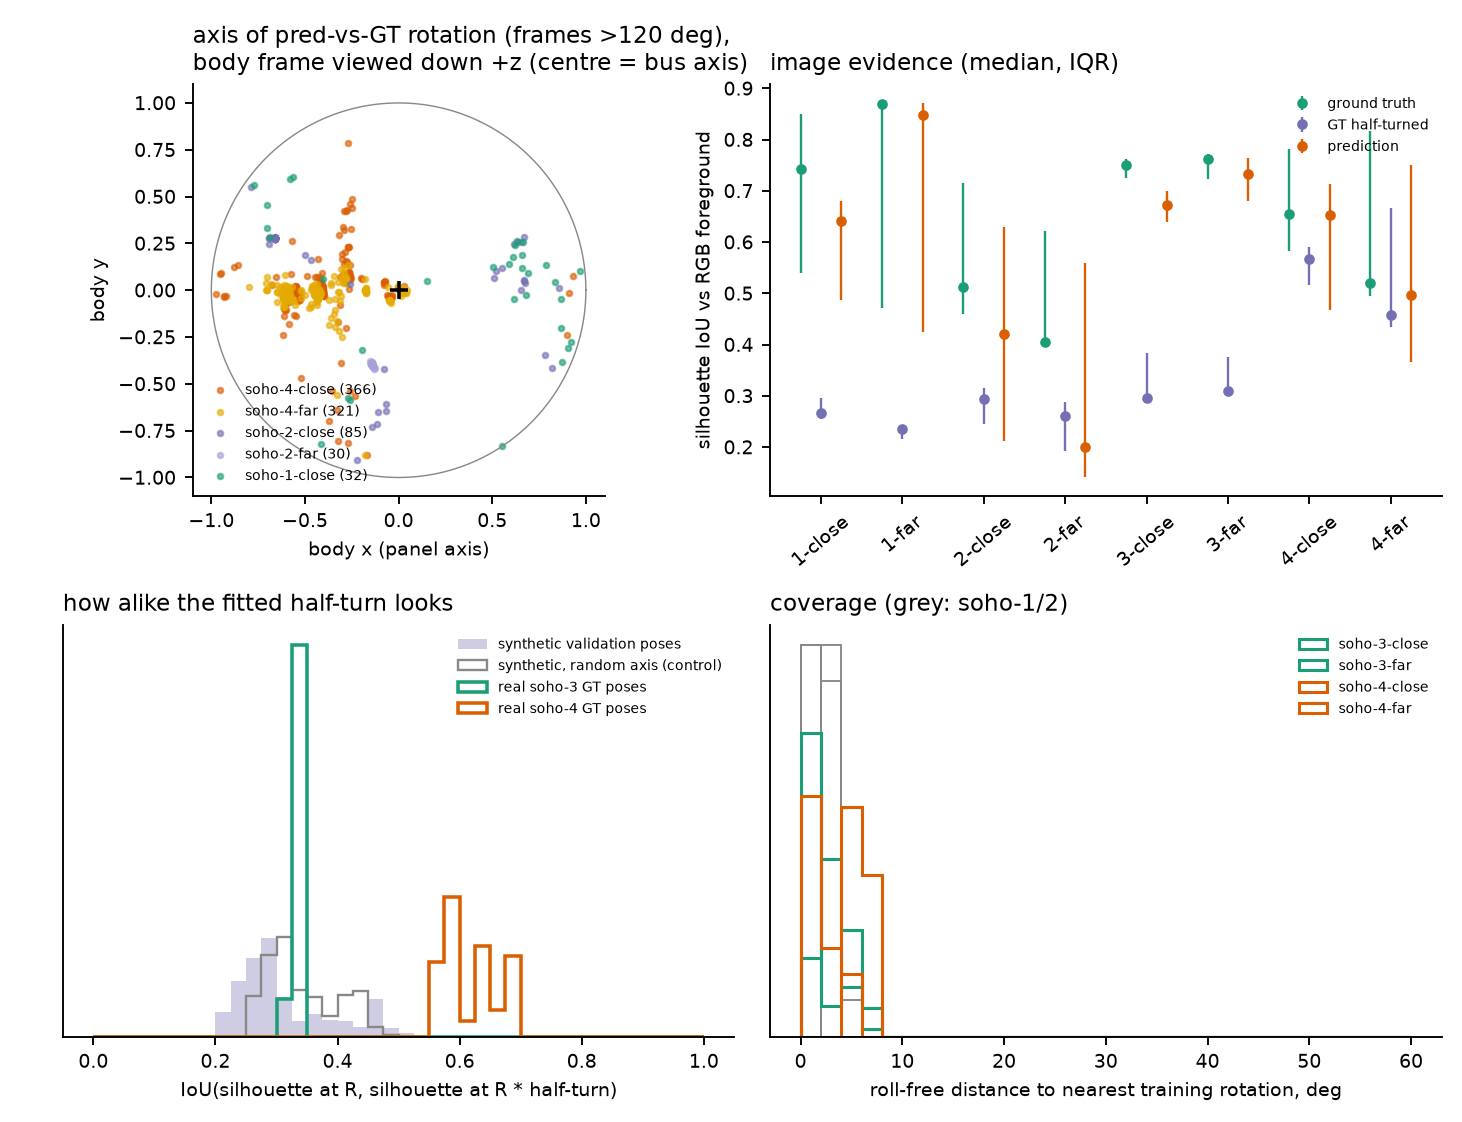 axis of pred-vs-GT rotation (frames >120 deg),
body frame viewed down +z (centre = bus axis)
1.00
0.75
0.50
0.25
0.00
−0.25
−0.50
−0.75
−1.00
body y
soho-4-close (366)
soho-4-far (321)
soho-2-close (85)
soho-2-far (30)
soho-1-close (32)
−1.0
−0.5
0.0
0.5
1.0
body x (panel axis)
image evidence (median, IQR)
0.9
0.8
0.7
0.6
0.5
0.4
0.3
0.2
silhouette IoU vs RGB foreground
ground truth
GT half-turned
prediction
1-close
1-far
2-close
2-far
3-close
3-far
4-close
4-far
how alike the fitted half-turn looks
synthetic validation poses
synthetic, random axis (control)
real soho-3 GT poses
real soho-4 GT poses
0.0
0.2
0.4
0.6
0.8
1.0
IoU(silhouette at R, silhouette at R * half-turn)
coverage (grey: soho-1/2)
soho-3-close
soho-3-far
soho-4-close
soho-4-far
0
10
20
30
40
50
60
roll-free distance to nearest training rotation, deg